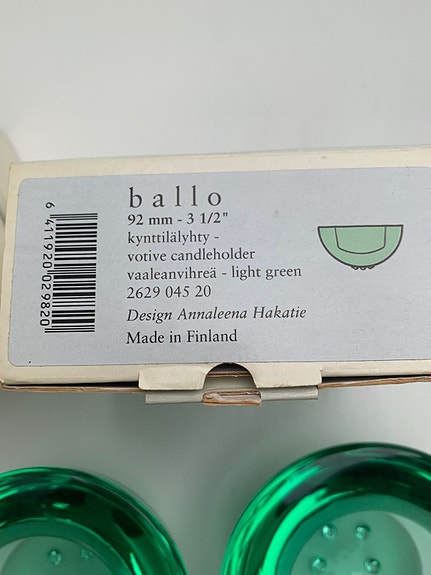 ballo
92 mm - 3 1/2"
kynttilälyhty -
votive candleholder
vaaleanvihreä - light green
2629 045 20
Design Annaleena Hakatie
Made in Finland
6 411920 029820